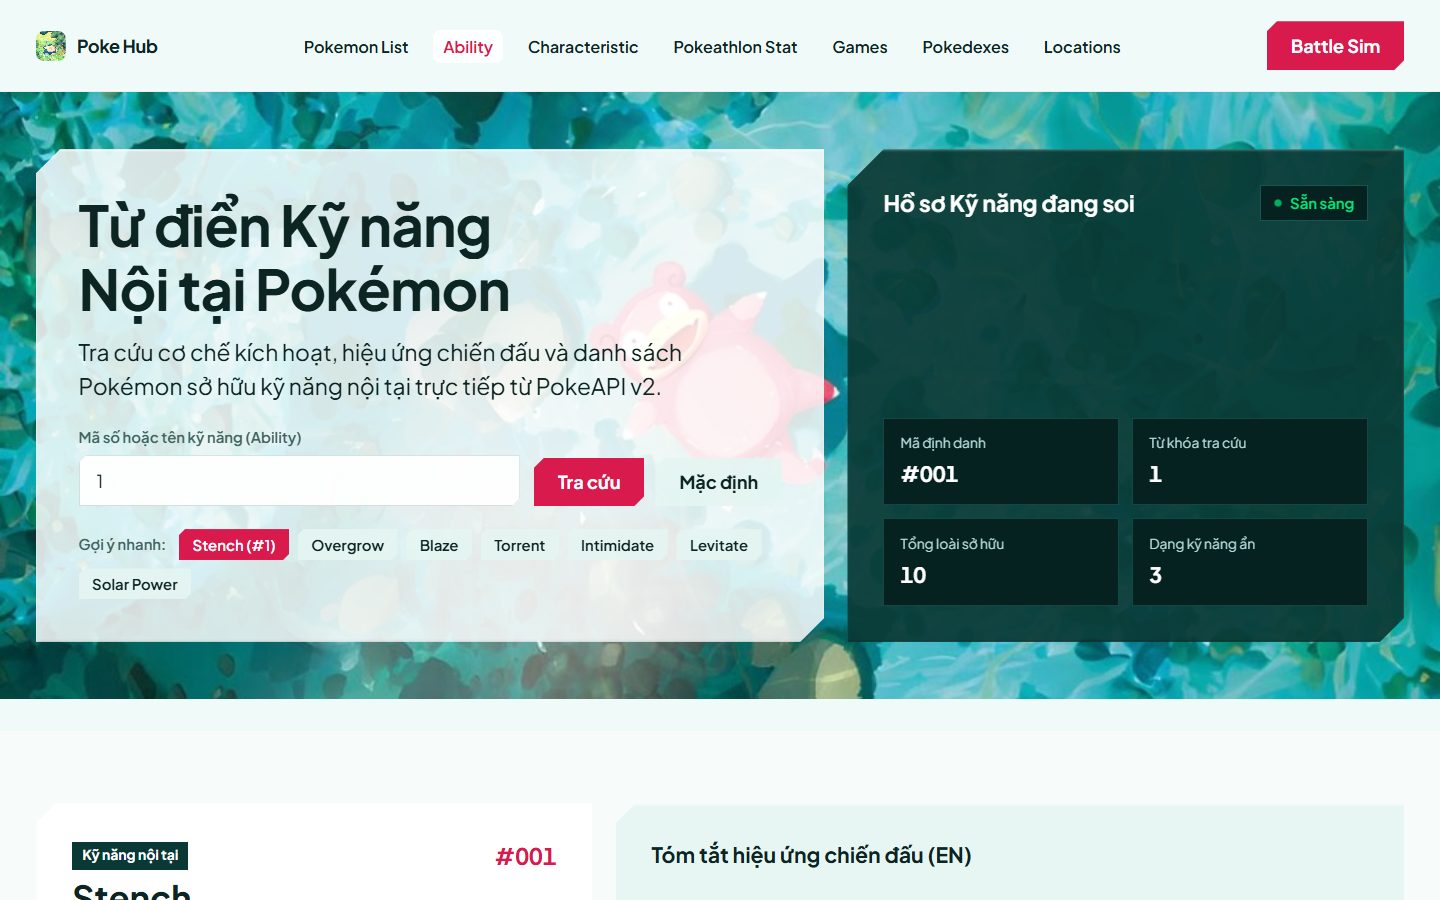 Poke Hub
Pokemon List
Ability
Characteristic
Pokeathlon Stat
Games
Pokedexes
Locations
Battle Sim
Từ điển Kỹ năng
Nội tại Pokémon
Tra cứu cơ chế kích hoạt, hiệu ứng chiến đấu và danh sách
Pokémon sở hữu kỹ năng nội tại trực tiếp từ PokeAPI v2.
Mã số hoặc tên kỹ năng (Ability)
1
Tra cứu
Mặc định
Gợi ý nhanh:
Stench (#1)
Overgrow
Blaze
Torrent
Intimidate
Levitate
Solar Power
Hồ sơ Kỹ năng đang soi
Sẵn sàng
Mã định danh
#001
Từ khóa tra cứu
1
Tổng loài sở hữu
10
Dạng kỹ năng ẩn
3
Kỹ năng nội tại
#001
Stench
Tóm tắt hiệu ứng chiến đấu (EN)